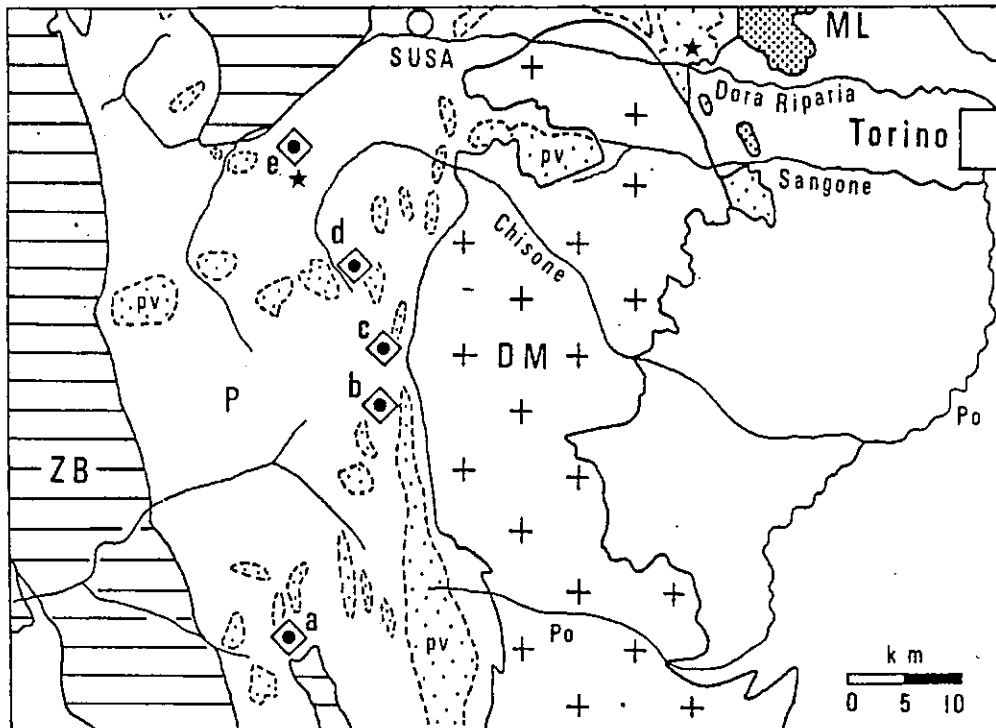 ML
SUSA
Dora Riparia
Torino
e
pv
Sangone
d
Chisone
pv
c
DM
b
P
Po
ZB
a
Po
pv
km
0 5 10